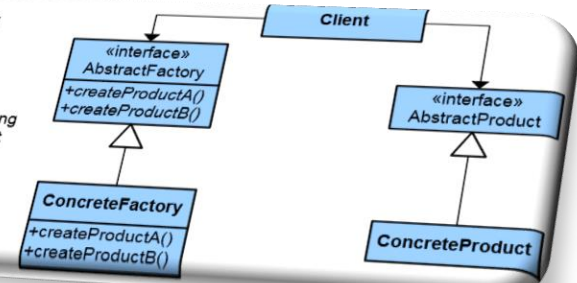 Client
«interface»
AbstractFactory
+createProductA()
+createProductB()
«interface»
AbstractProduct
ConcreteFactory
+createProductA()
+createProductB()
ConcreteProduct